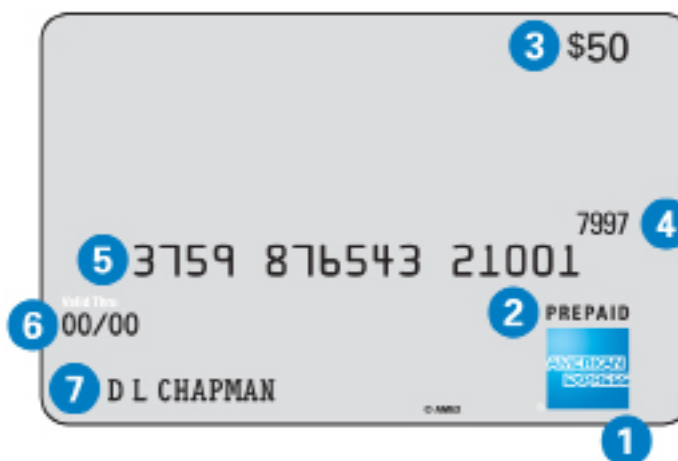 3 $50
7997 4
5 3759 876543 21001
Valid Thru
6 00/00
2 PREPAID
AMERICAN
EXPRESS
7 D L CHAPMAN
© AMEX
1